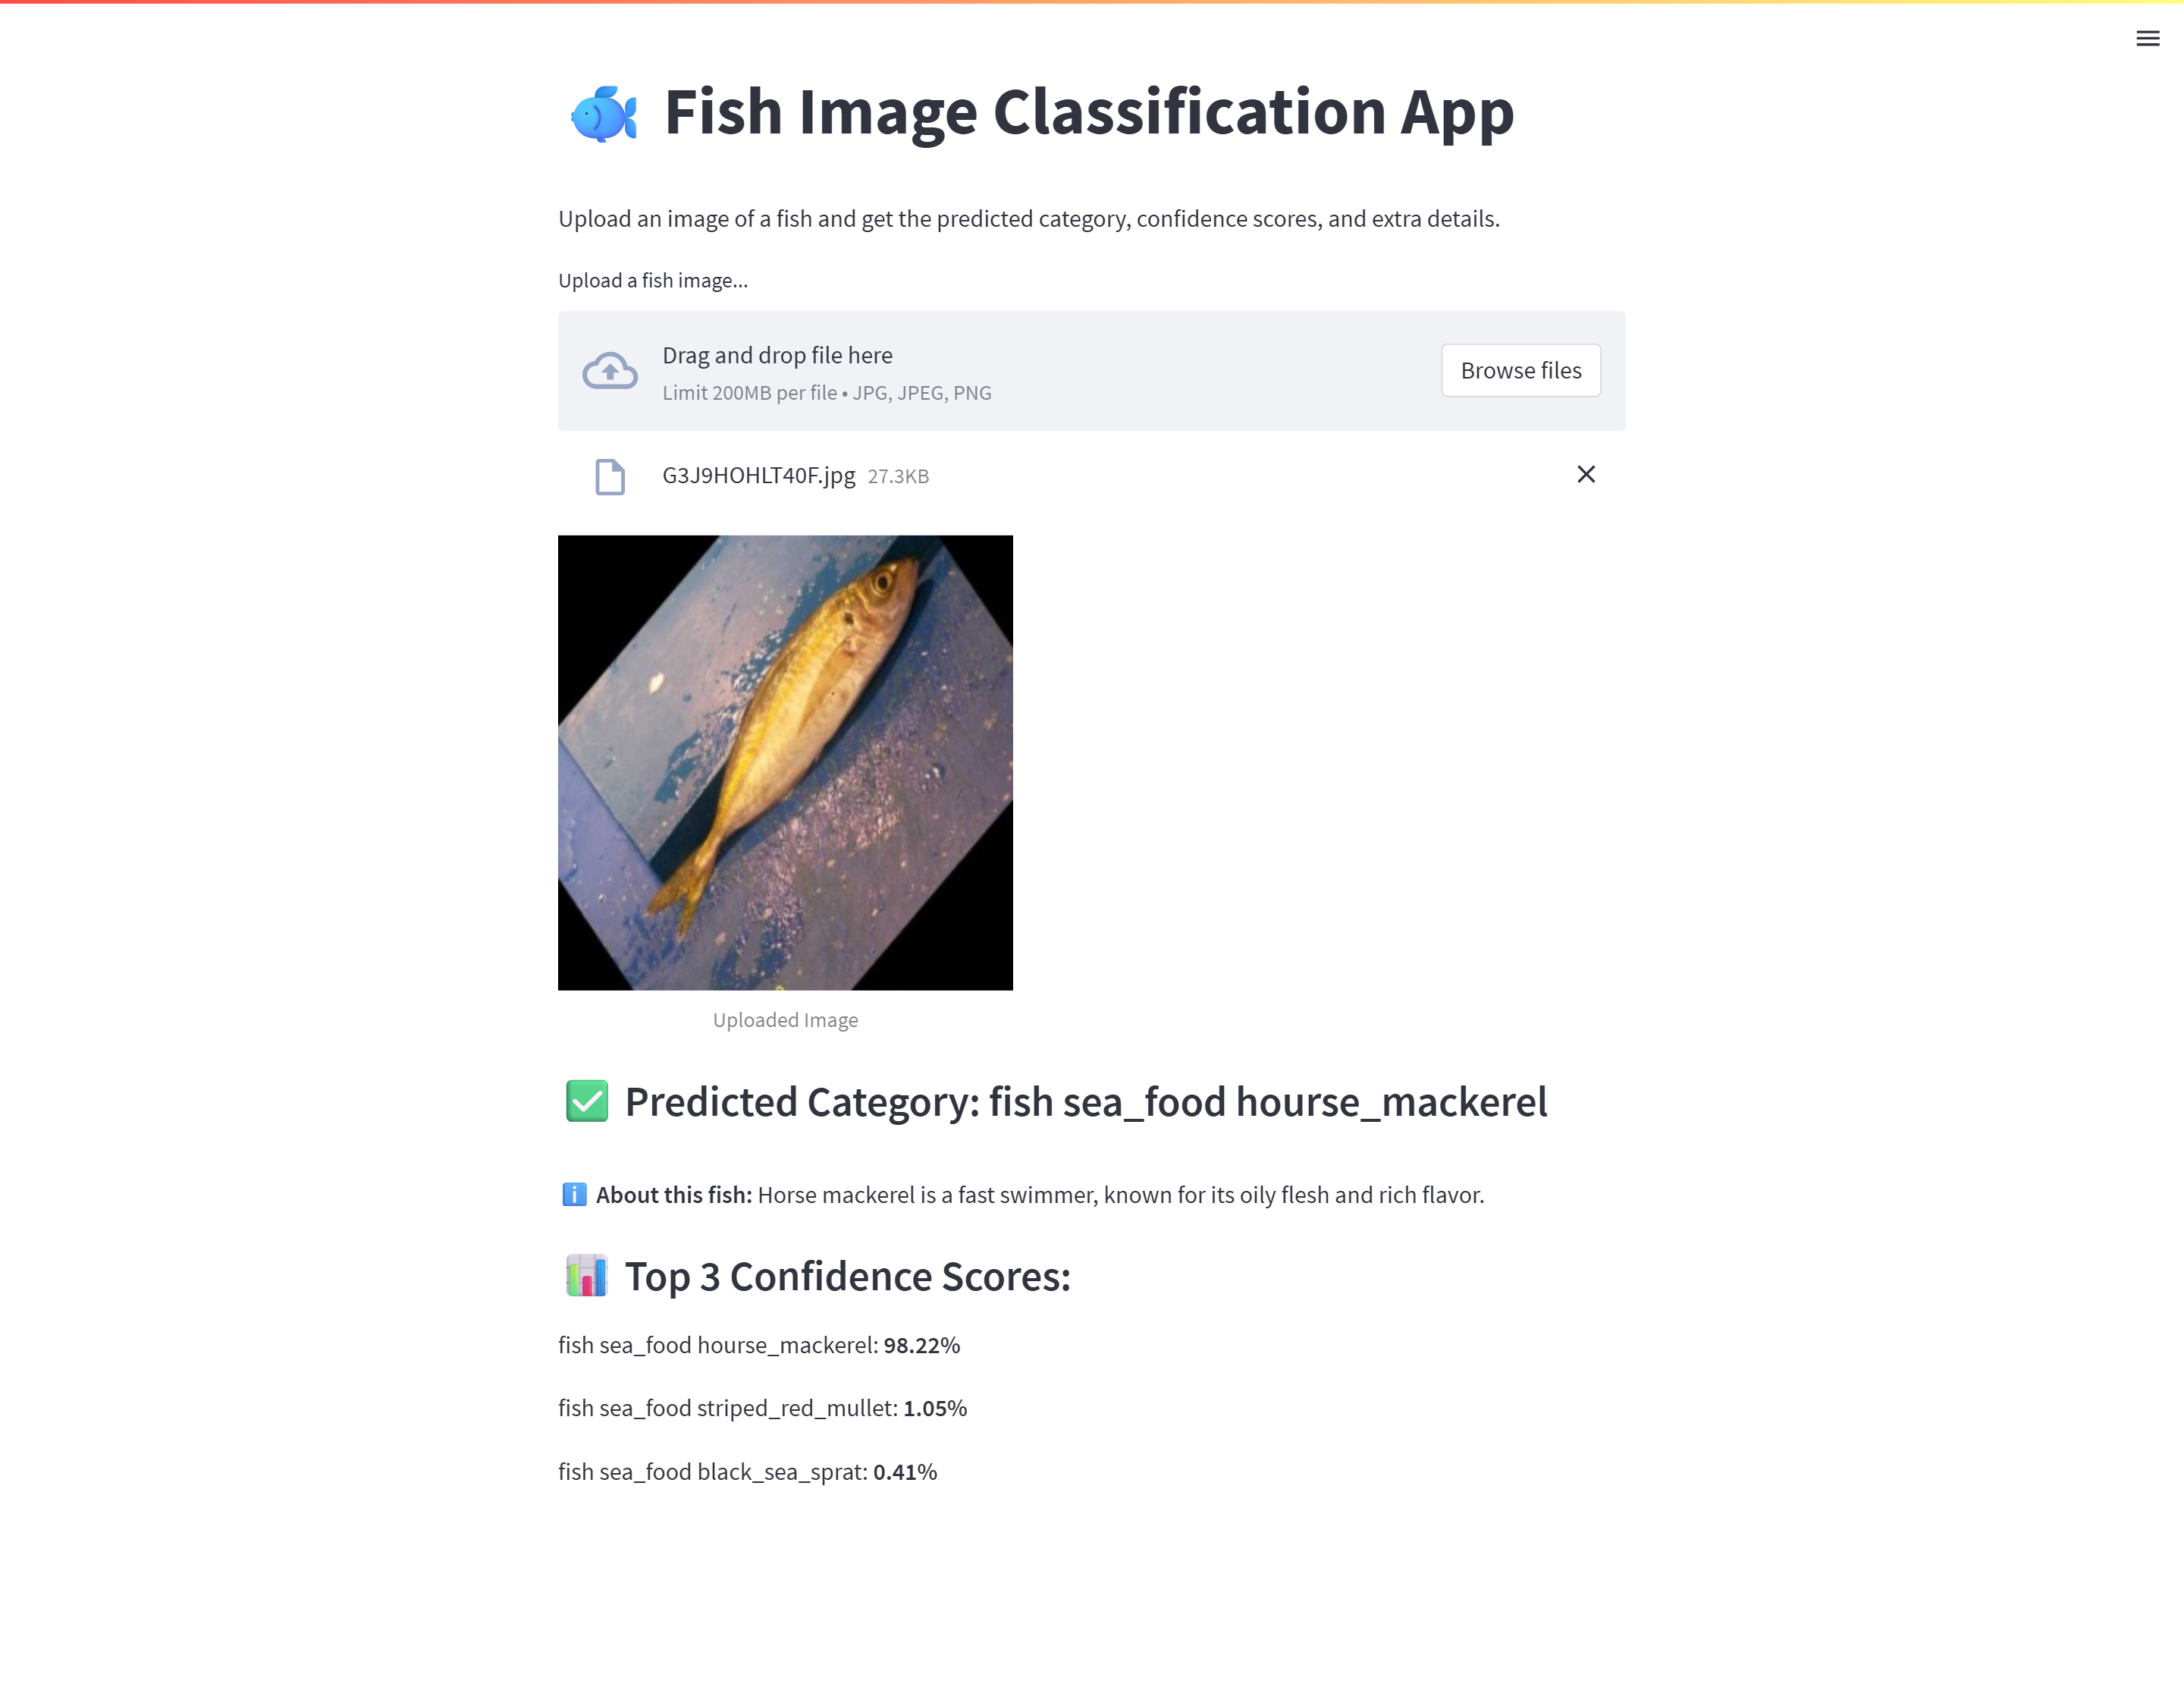 Fish Image Classification App
Upload an image of a fish and get the predicted category, confidence scores, and extra details.
Upload a fish image...
Drag and drop file here
Limit 200MB per file • JPG, JPEG, PNG
Browse files
G3J9HOHLT40F.jpg 27.3KB
Uploaded Image
Predicted Category: fish sea_food hourse_mackerel
About this fish: Horse mackerel is a fast swimmer, known for its oily flesh and rich flavor.
Top 3 Confidence Scores:
fish sea_food hourse_mackerel: 98.22%
fish sea_food striped_red_mullet: 1.05%
fish sea_food black_sea_sprat: 0.41%